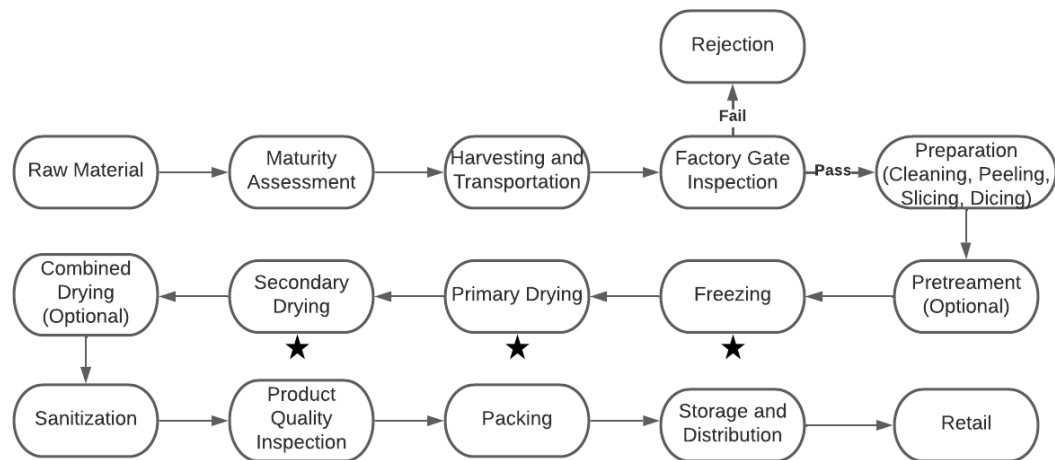 Rejection
Fail
Raw Material
Maturity
Assessment
Harvesting and
Transportation
Factory Gate
Inspection
Pass
Preparation
(Cleaning, Peeling,
Slicing, Dicing)
Pretreament
(Optional)
Freezing
Primary Drying
Secondary
Drying
Combined
Drying
(Optional)
Sanitization
Product
Quality
Inspection
Packing
Storage and
Distribution
Retail